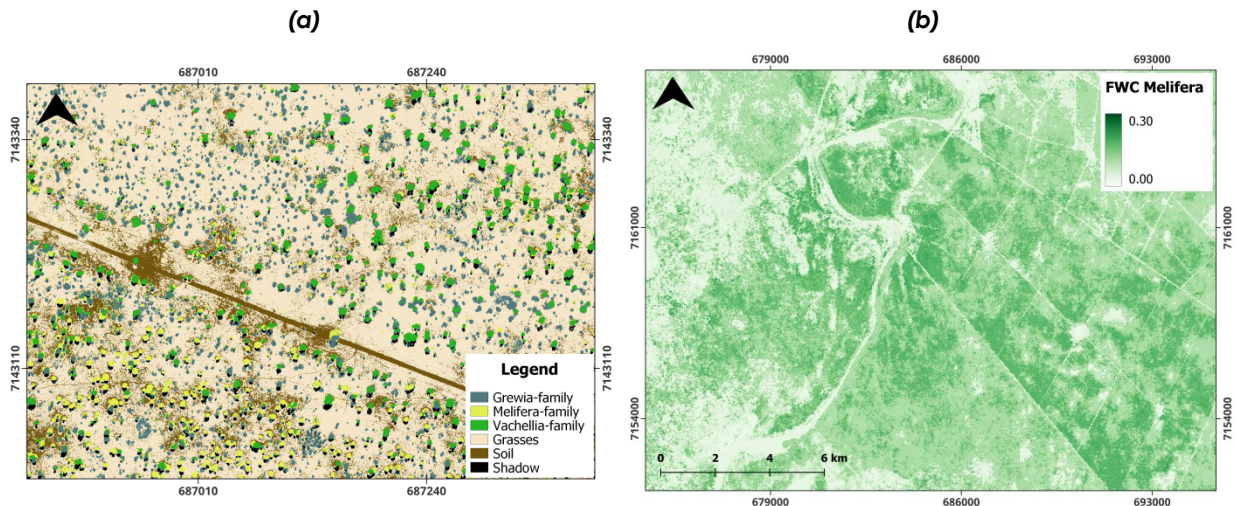 (a)
687010 687240
7143340
7143340
7143110
7143110
Legend
Grewia-family
Melifera-family
Vachellia-family
Grasses
Soil
Shadow
687010 687240
(b)
679000 686000 693000
FWC Melifera
0.30
0.00
7161000
7161000
7154000
7154000
0 2 4 6 km
679000 686000 693000